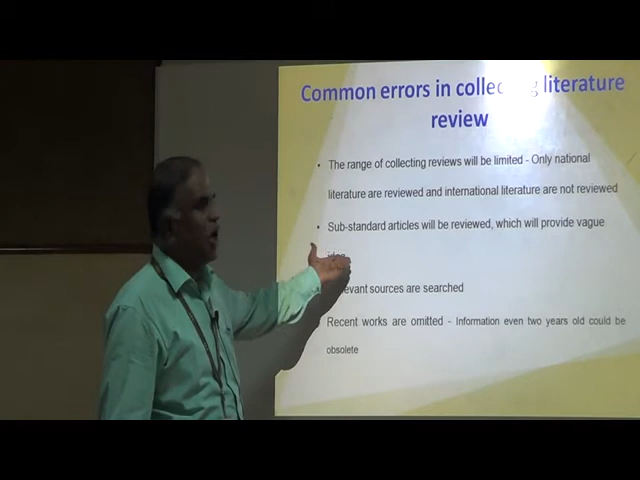 Common errors in collec g literature
review
• The range of collecting reviews will be limited - Only national
literature are reviewed and international literature are not reviewed
• Sub-standard articles will be reviewed, which will provide vague
evant sources are searched
Recent works are omitted - Information even two years old could be
obsolete